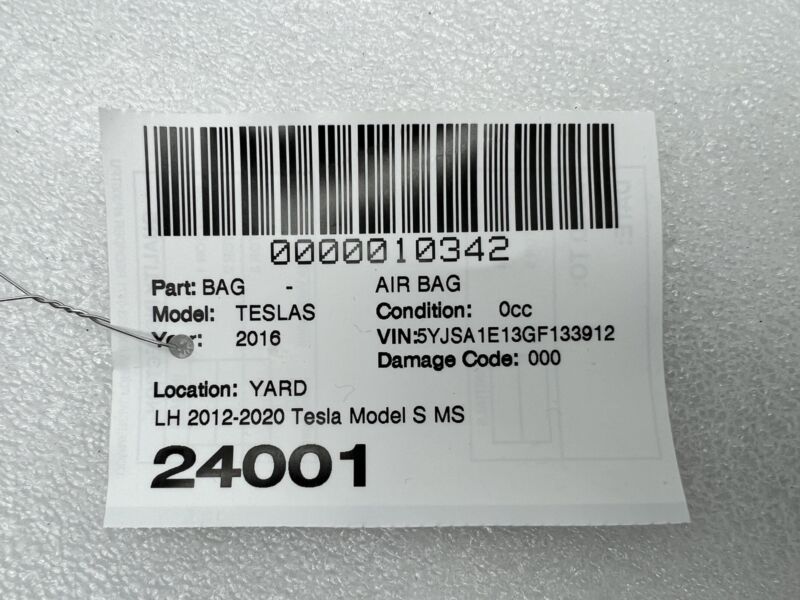 0000010342
Part: BAG - AIR BAG
Model: TESLAS Condition: 0cc
Year: 2016 VIN:5YJSA1E13GF133912
Damage Code: 000
Location: YARD
LH 2012-2020 Tesla Model S MS
24001